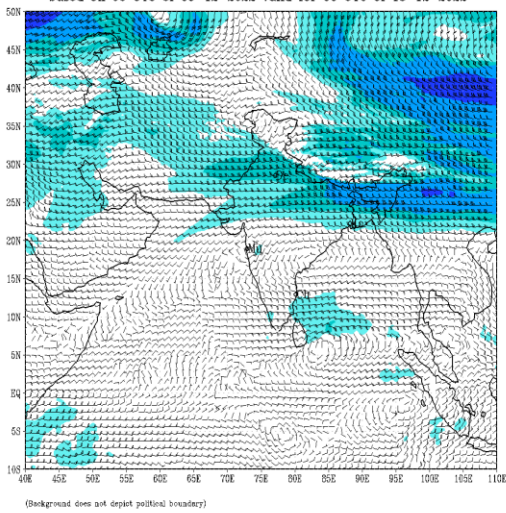 50N
45N
40N
35N
30N
25N
20N
15N
10N
5N
EQ
5S
10S
40E 45E 50E 55E 60E 65E 70E 75E 80E 85E 90E 95E 100E 105E 110E
(Background does not depict political boundary)